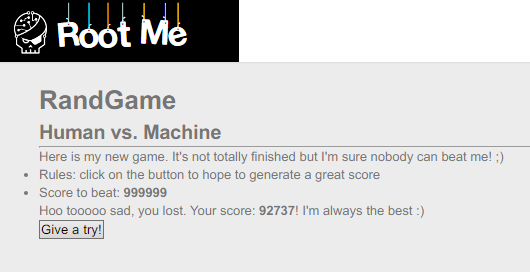 Root Me
RandGame
Human vs. Machine
Here is my new game. It's not totally finished but I'm sure nobody can beat me! ;)
Rules: click on the button to hope to generate a great score
Score to beat: 999999
Hoo tooooo sad, you lost. Your score: 92737! I'm always the best :)
Give a try!